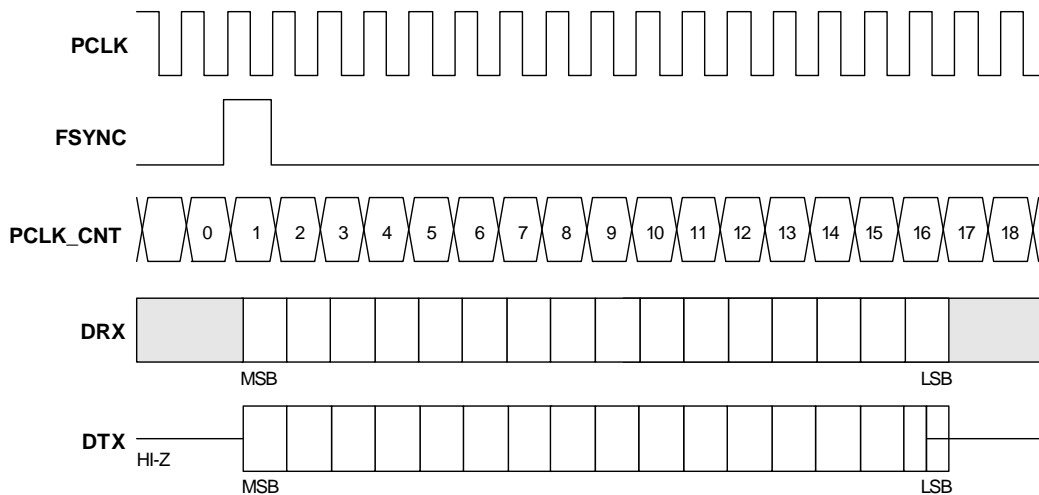 PCLK
FSYNC
PCLK_CNT 0 1 2 3 4 5 6 7 8 9 10 11 12 13 14 15 16 17 18
DRX
MSB LSB
DTX
HI-Z
MSB LSB